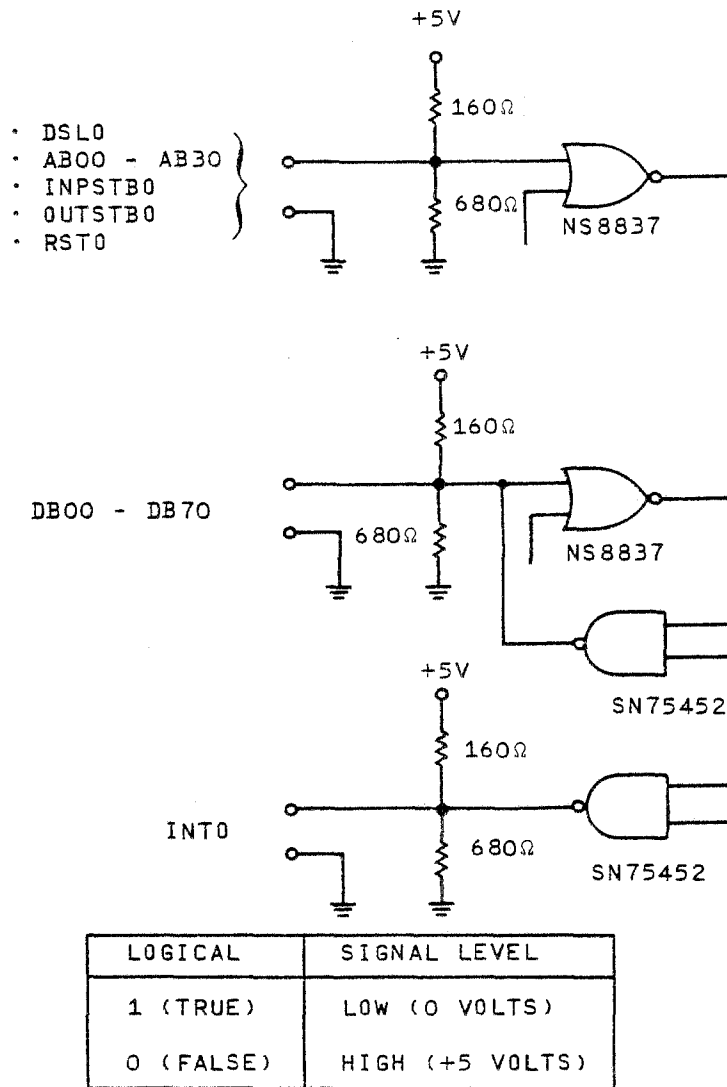 +5V
160Ω
· DSL0
· AB00 - AB30
· INPSTB0
· OUTSTB0
· RST0
680Ω
NS8837
+5V
160Ω
DB00 - DB70
680Ω
NS8837
+5V
SN75452
160Ω
INT0
680Ω
SN75452
LOGICAL SIGNAL LEVEL
1 (TRUE) LOW (0 VOLTS)
0 (FALSE) HIGH (+5 VOLTS)